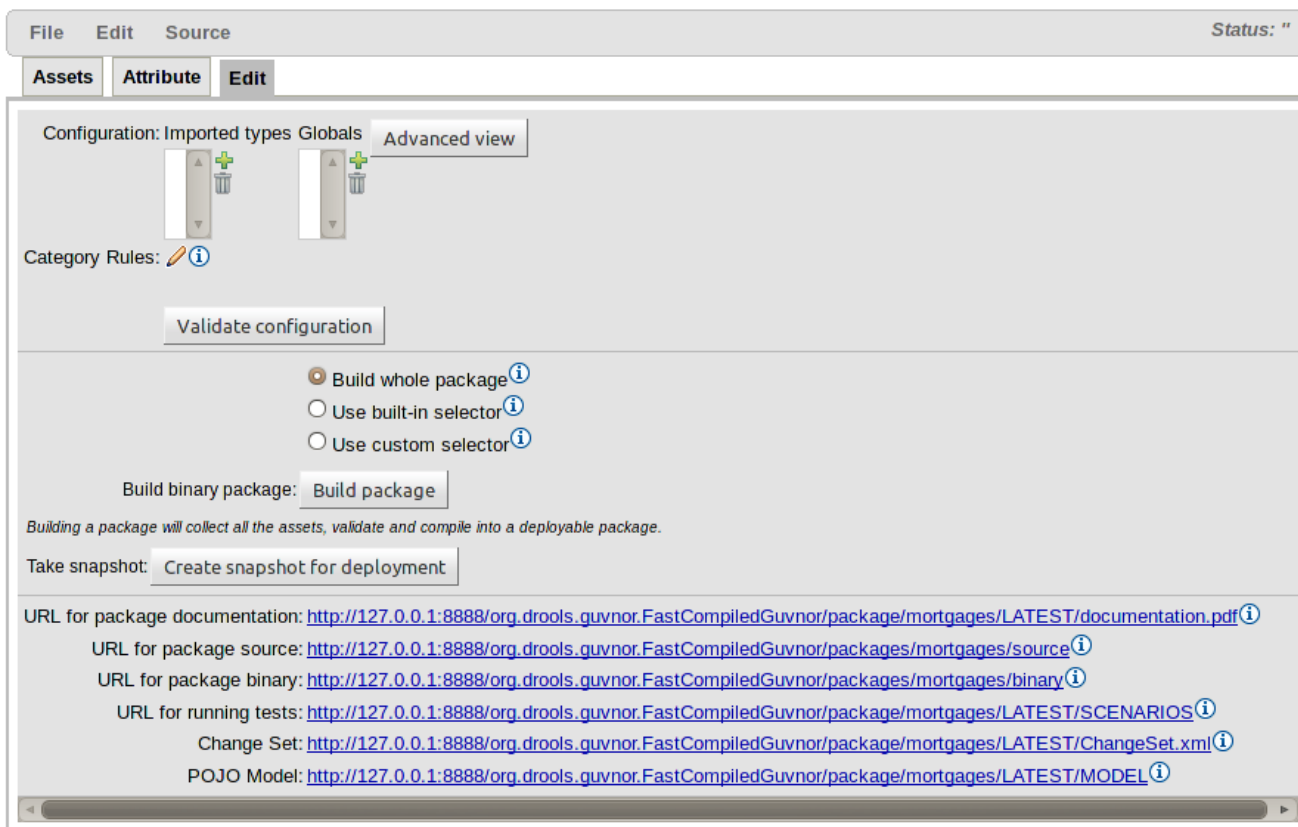 File Edit Source Status: "
Assets Attribute Edit
Configuration: Imported types Globals Advanced view
Category Rules:
Validate configuration
Build whole package
Use built-in selector
Use custom selector
Build binary package: Build package
Building a package will collect all the assets, validate and compile into a deployable package.
Take snapshot: Create snapshot for deployment
URL for package documentation: http://127.0.0.1:8888/org.drools.guvnor.FastCompiledGuvnor/package/mortgages/LATEST/documentation.pdf
URL for package source: http://127.0.0.1:8888/org.drools.guvnor.FastCompiledGuvnor/packages/mortgages/source
URL for package binary: http://127.0.0.1:8888/org.drools.guvnor.FastCompiledGuvnor/packages/mortgages/binary
URL for running tests: http://127.0.0.1:8888/org.drools.guvnor.FastCompiledGuvnor/package/mortgages/LATEST/SCENARIOS
Change Set: http://127.0.0.1:8888/org.drools.guvnor.FastCompiledGuvnor/package/mortgages/LATEST/ChangeSet.xml
POJO Model: http://127.0.0.1:8888/org.drools.guvnor.FastCompiledGuvnor/package/mortgages/LATEST/MODEL